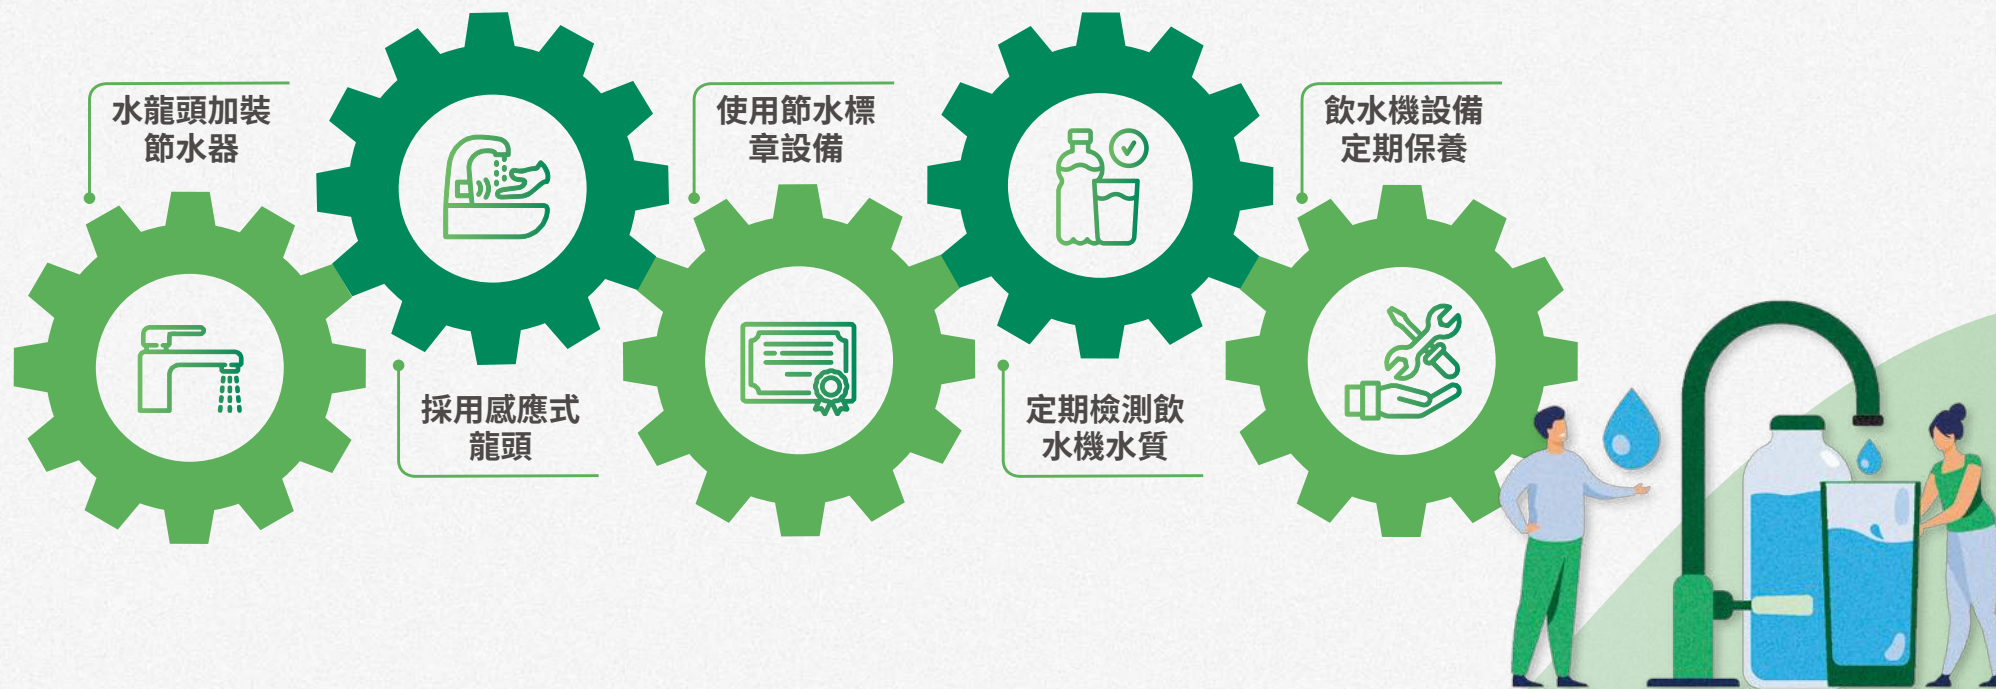 水龍頭加裝
節水器
採用感應式
龍頭
使用節水標
章設備
定期檢測飲
水機水質
飲水機設備
定期保養